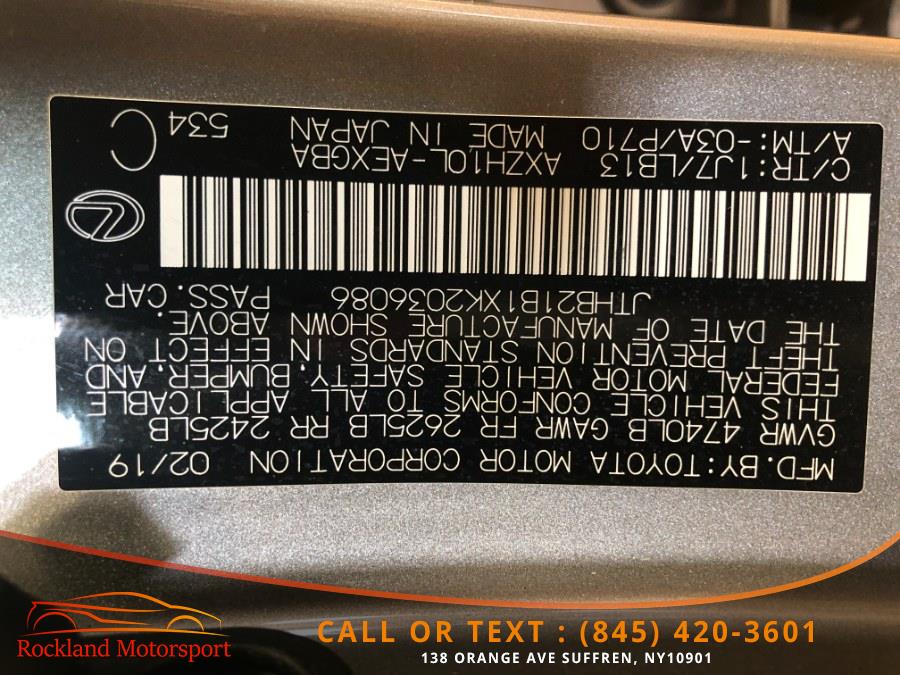 MFD.BY:TOYOTA MOTOR CORPORATION 02/19
GVWR 4740LB GAWR FR 2625LB RR 2425LB
THIS VEHICLE CONFORMS TO ALL APPLICABLE
FEDERAL MOTOR VEHICLE SAFETY,BUMPER,AND
THEFT PREVENTION STANDARDS IN EFFECT ON
THE DATE OF MANUFACTURE SHOWN ABOVE.
JTHB21B1XK2036086 PASS.CAR
C/TR:1J7/LB13 AXZH10L-AEXGBA
A/TM:-03A/P710 MADE IN JAPAN 534
C
Rockland Motorsport
CALL OR TEXT : (845) 420-3601
138 ORANGE AVE SUFFREN, NY10901